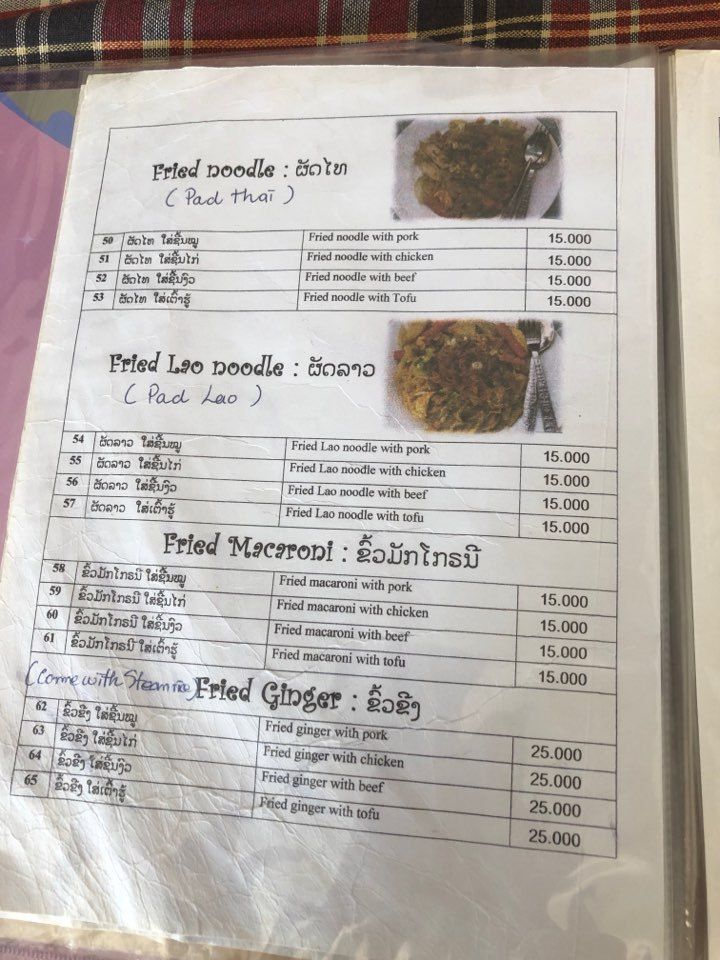 Fried noodle : ຜັດໄທ
( Pad thaī )
50 ຜັດໄທ ໃສ່ຊີ້ນໝູ Fried noodle with pork 15.000
51 ຜັດໄທ ໃສ່ຊີ້ນໄກ່ Fried noodle with chicken 15.000
52 ຜັດໄທ ໃສ່ຊີ້ນງົວ Fried noodle with beef 15.000
53 ຜັດໄທ ໃສ່ເຕົ້າຮູ້ Fried noodle with Tofu 15.000
Fried Lao noodle : ຜັດລາວ
( Pad Lao )
54 ຜັດລາວ ໃສ່ຊີ້ນໝູ Fried Lao noodle with pork 15.000
55 ຜັດລາວ ໃສ່ຊີ້ນໄກ່ Fried Lao noodle with chicken 15.000
56 ຜັດລາວ ໃສ່ຊີ້ນງົວ Fried Lao noodle with beef 15.000
57 ຜັດລາວ ໃສ່ເຕົ້າຮູ້ Fried Lao noodle with tofu 15.000
Fried Macaroni : ຂົ້ວມັກໂກຣນີ
58 ຂົ້ວມັກໂກຣນີ ໃສ່ຊີ້ນໝູ Fried macaroni with pork 15.000
59 ຂົ້ວມັກໂກຣນີ ໃສ່ຊີ້ນໄກ່ Fried macaroni with chicken 15.000
60 ຂົ້ວມັກໂກຣນີ ໃສ່ຊີ້ນງົວ Fried macaroni with beef 15.000
61 ຂົ້ວມັກໂກຣນີ ໃສ່ເຕົ້າຮູ້ Fried macaroni with tofu 15.000
(Come with Steam rice) Fried Ginger : ຂົ້ວຂີງ
62 ຂົ້ວຂີງ ໃສ່ຊີ້ນໝູ Fried ginger with pork 25.000
63 ຂົ້ວຂີງ ໃສ່ຊີ້ນໄກ່ Fried ginger with chicken 25.000
64 ຂົ້ວຂີງ ໃສ່ຊີ້ນງົວ Fried ginger with beef 25.000
65 ຂົ້ວຂີງ ໃສ່ເຕົ້າຮູ້ Fried ginger with tofu 25.000